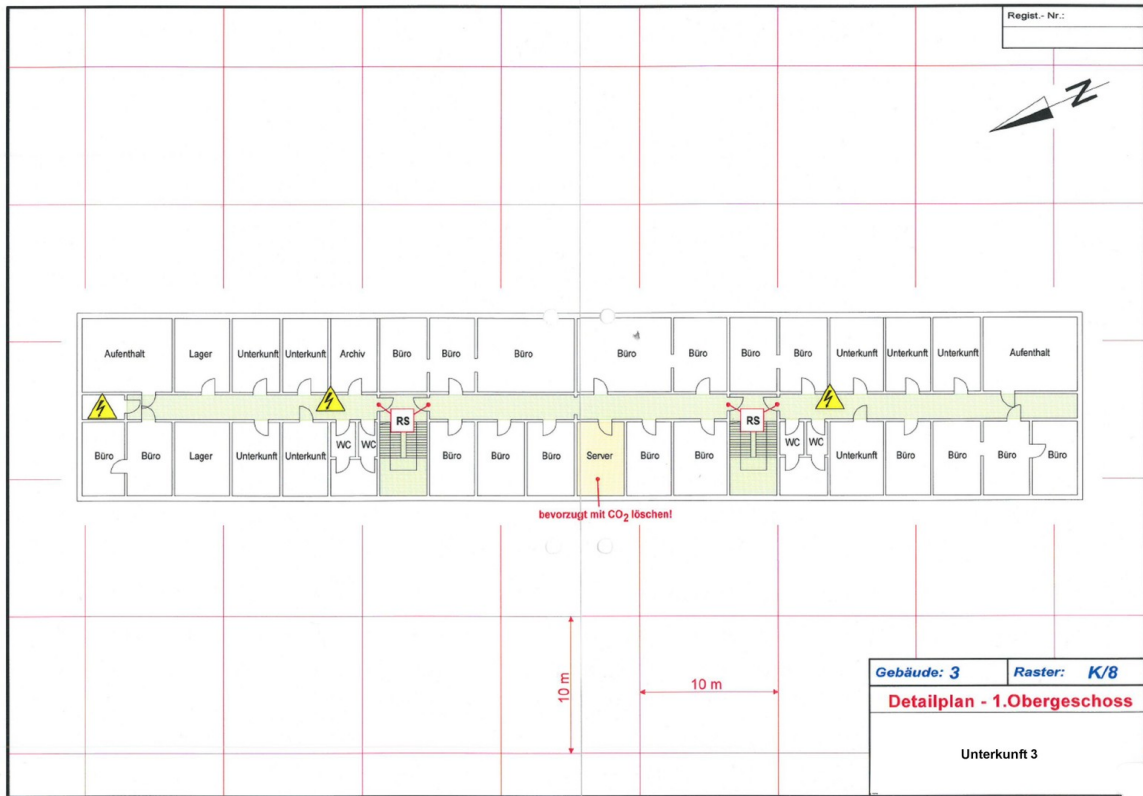 Regist.- Nr.:
N
Aufenthalt
Lager
Unterkunft
Unterkunft
Archiv
Büro
Büro
Büro
Büro
Büro
Büro
Büro
Unterkunft
Unterkunft
Unterkunft
Aufenthalt
RS
RS
Büro
Büro
Lager
Unterkunft
Unterkunft
WC
WC
Büro
Büro
Büro
Server
Büro
Büro
WC
WC
Unterkunft
Büro
Büro
Büro
Büro
bevorzugt mit CO₂ löschen!
10 m
10 m
Gebäude: 3
Raster: K/8
Detailplan - 1.Obergeschoss
Unterkunft 3